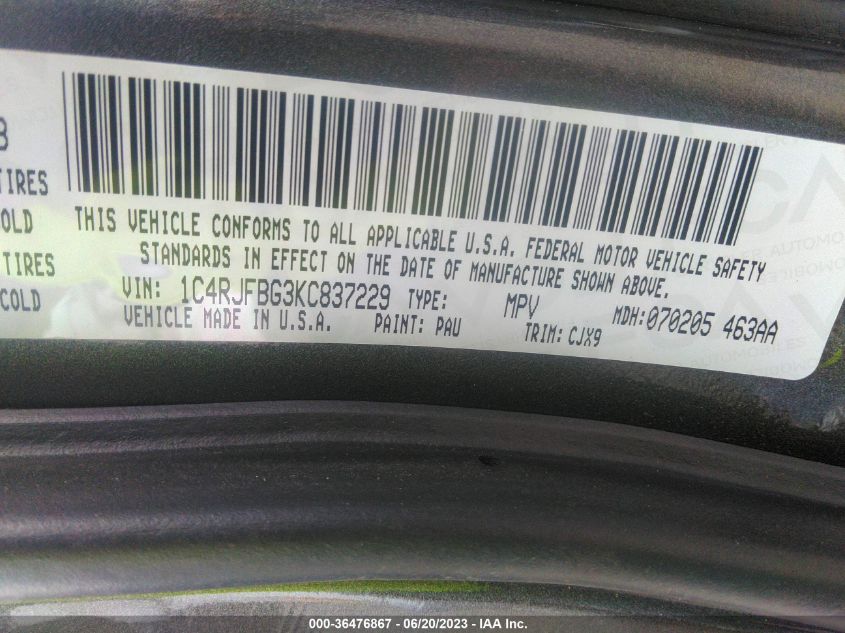 3
TIRES
COLD
TIRES
COLD
THIS VEHICLE CONFORMS TO ALL APPLICABLE U.S.A. FEDERAL MOTOR VEHICLE SAFETY
STANDARDS IN EFFECT ON THE DATE OF MANUFACTURE SHOWN ABOVE.
VIN: 1C4RJFBG3KC837229 TYPE: MPV MDH:070205 463AA
VEHICLE MADE IN U.S.A. PAINT: PAU TRIM: CJX9
000-36476867 - 06/20/2023 - IAA Inc.